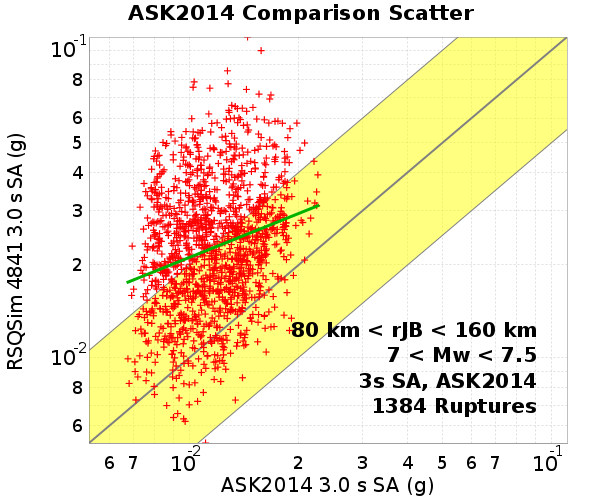 ASK2014 Comparison Scatter
10-1
8
6
5
4
3
2
10-2
8
6
RSQSim 4841 3.0 s SA (g)
80 km < rJB < 160 km
7 < Mw < 7.5
3s SA, ASK2014
1384 Ruptures
6 7 10-2 2 3 4 5 6 7 10-1
ASK2014 3.0 s SA (g)